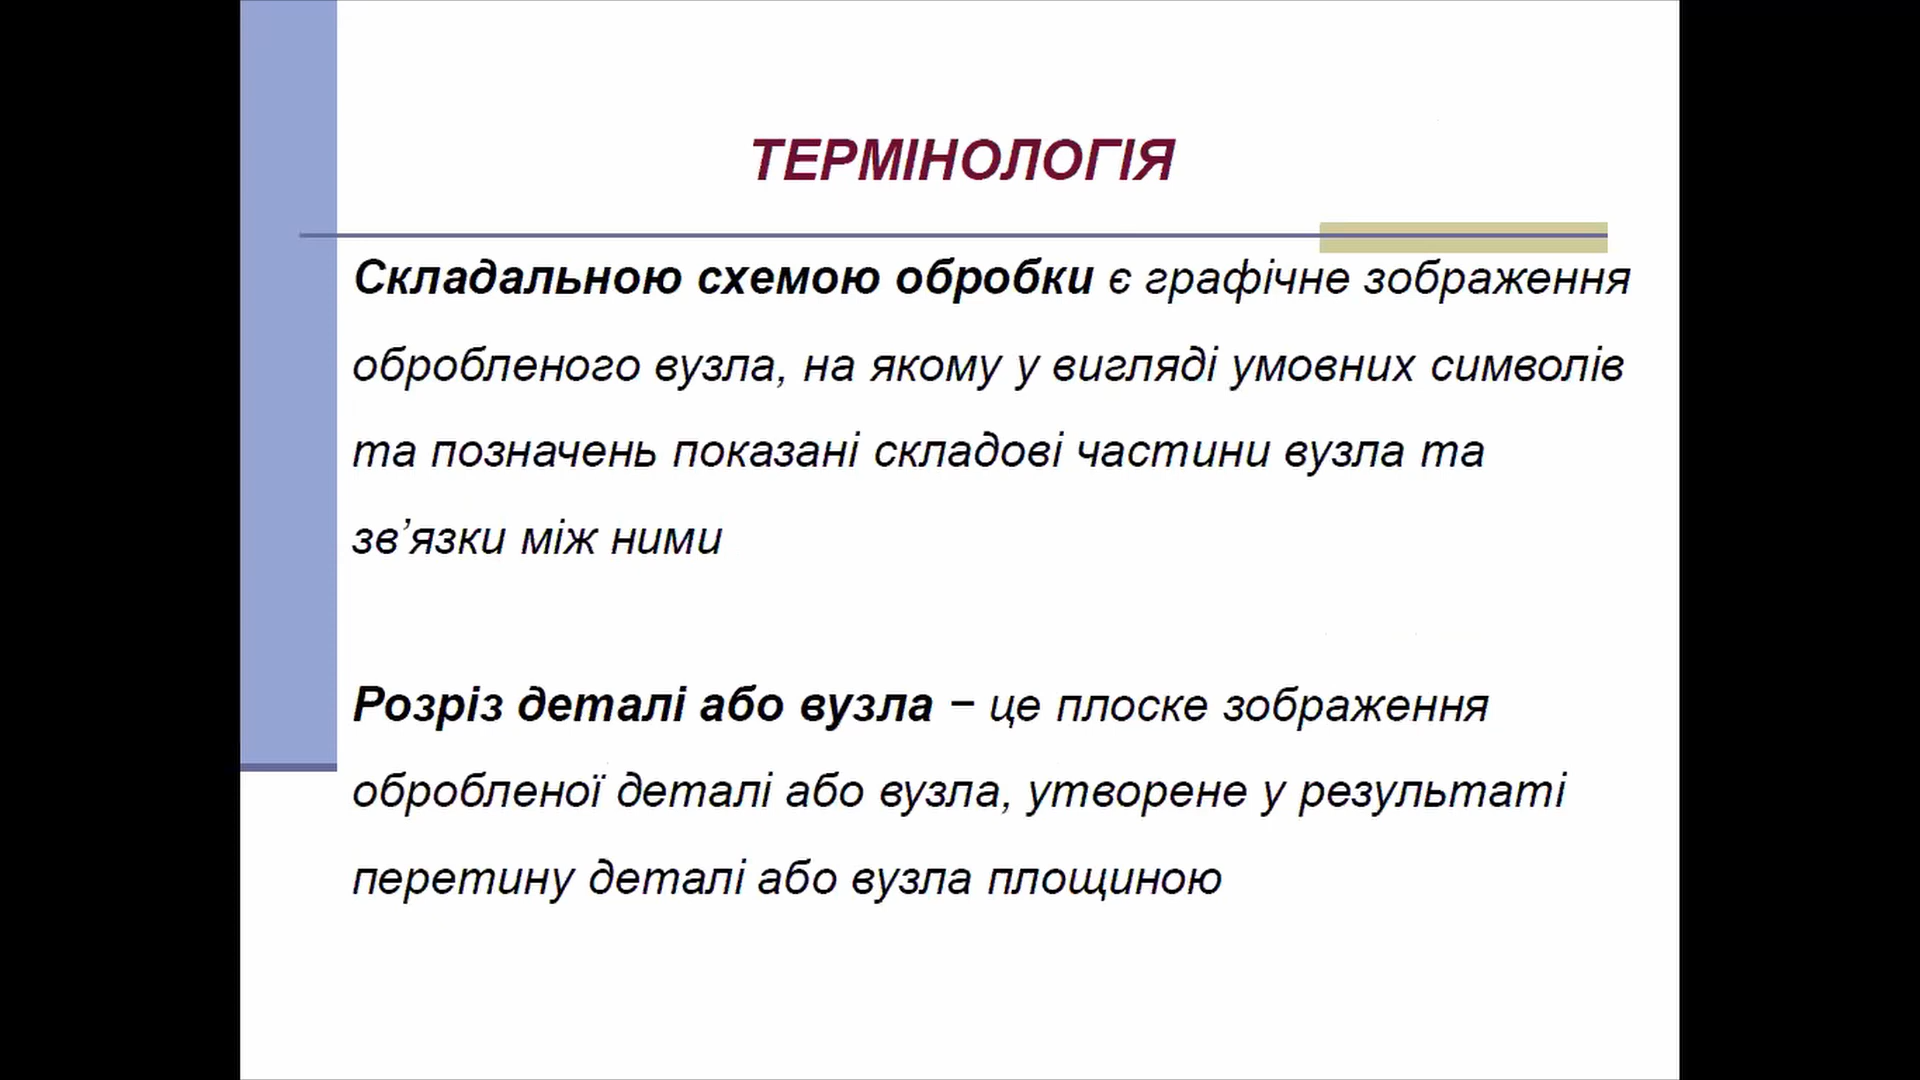 ТЕРМІНОЛОГІЯ
Складальною схемою обробки є графічне зображення
обробленого вузла, на якому у вигляді умовних символів
та позначень показані складові частини вузла та
зв’язки між ними
Розріз деталі або вузла – це плоске зображення
обробленої деталі або вузла, утворене у результаті
перетину деталі або вузла площиною